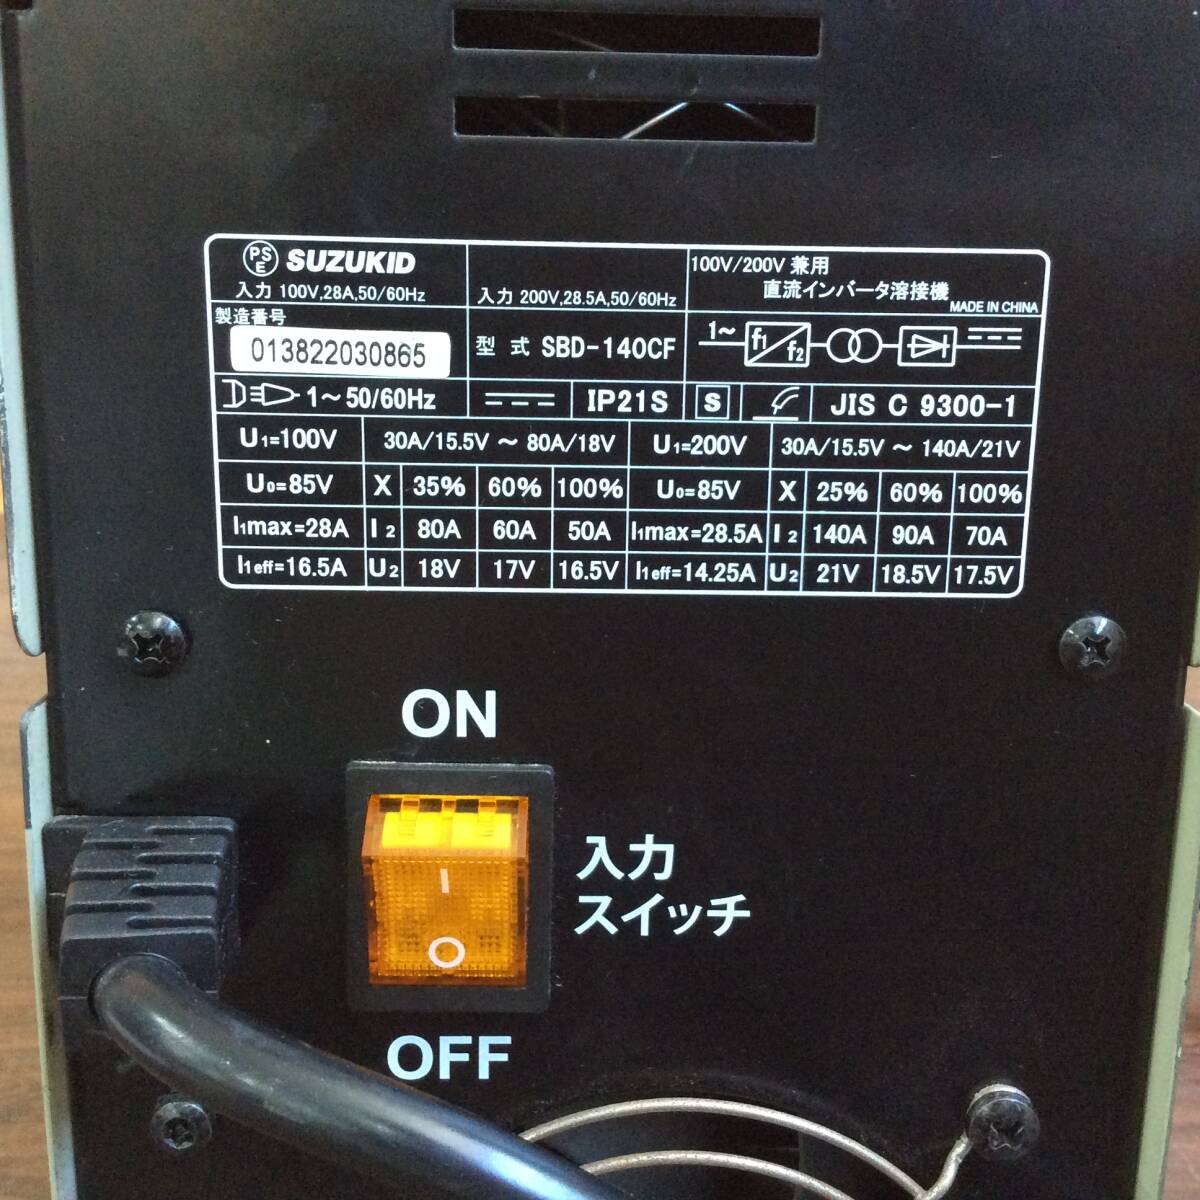 PSE SUZUKID
入力 100V,28A,50/60Hz
入力 200V,28.5A,50/60Hz
100V/200V 兼用
直流インバータ溶接機
MADE IN CHINA
製造番号
013822030865
型式 SBD-140CF
1~ f1 f2
1~50/60Hz
IP21S
S
JIS C 9300-1
U1=100V 30A/15.5V ~ 80A/18V U1=200V 30A/15.5V ~ 140A/21V
U0=85V X 35% 60% 100% U0=85V X 25% 60% 100%
I1max=28A I2 80A 60A 50A I1max=28.5A I2 140A 90A 70A
I1eff=16.5A U2 18V 17V 16.5V I1eff=14.25A U2 21V 18.5V 17.5V
ON
I
O
入力
スイッチ
OFF